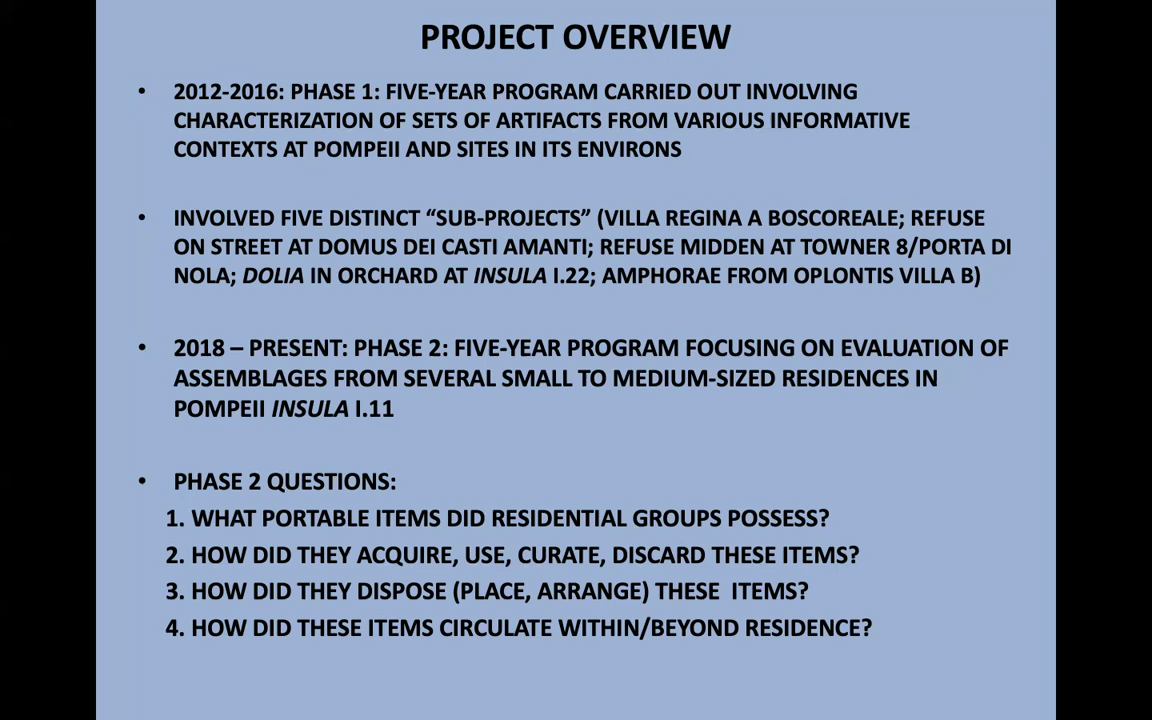 PROJECT OVERVIEW
• 2012-2016: PHASE 1: FIVE-YEAR PROGRAM CARRIED OUT INVOLVING
CHARACTERIZATION OF SETS OF ARTIFACTS FROM VARIOUS INFORMATIVE
CONTEXTS AT POMPEII AND SITES IN ITS ENVIRONS
• INVOLVED FIVE DISTINCT “SUB-PROJECTS” (VILLA REGINA A BOSCOREALE; REFUSE
ON STREET AT DOMUS DEI CASTI AMANTI; REFUSE MIDDEN AT TOWNER 8/PORTA DI
NOLA; DOLIA IN ORCHARD AT INSULA I.22; AMPHORAE FROM OPLONTIS VILLA B)
• 2018 – PRESENT: PHASE 2: FIVE-YEAR PROGRAM FOCUSING ON EVALUATION OF
ASSEMBLAGES FROM SEVERAL SMALL TO MEDIUM-SIZED RESIDENCES IN
POMPEII INSULA I.11
• PHASE 2 QUESTIONS:
1. WHAT PORTABLE ITEMS DID RESIDENTIAL GROUPS POSSESS?
2. HOW DID THEY ACQUIRE, USE, CURATE, DISCARD THESE ITEMS?
3. HOW DID THEY DISPOSE (PLACE, ARRANGE) THESE  ITEMS?
4. HOW DID THESE ITEMS CIRCULATE WITHIN/BEYOND RESIDENCE?